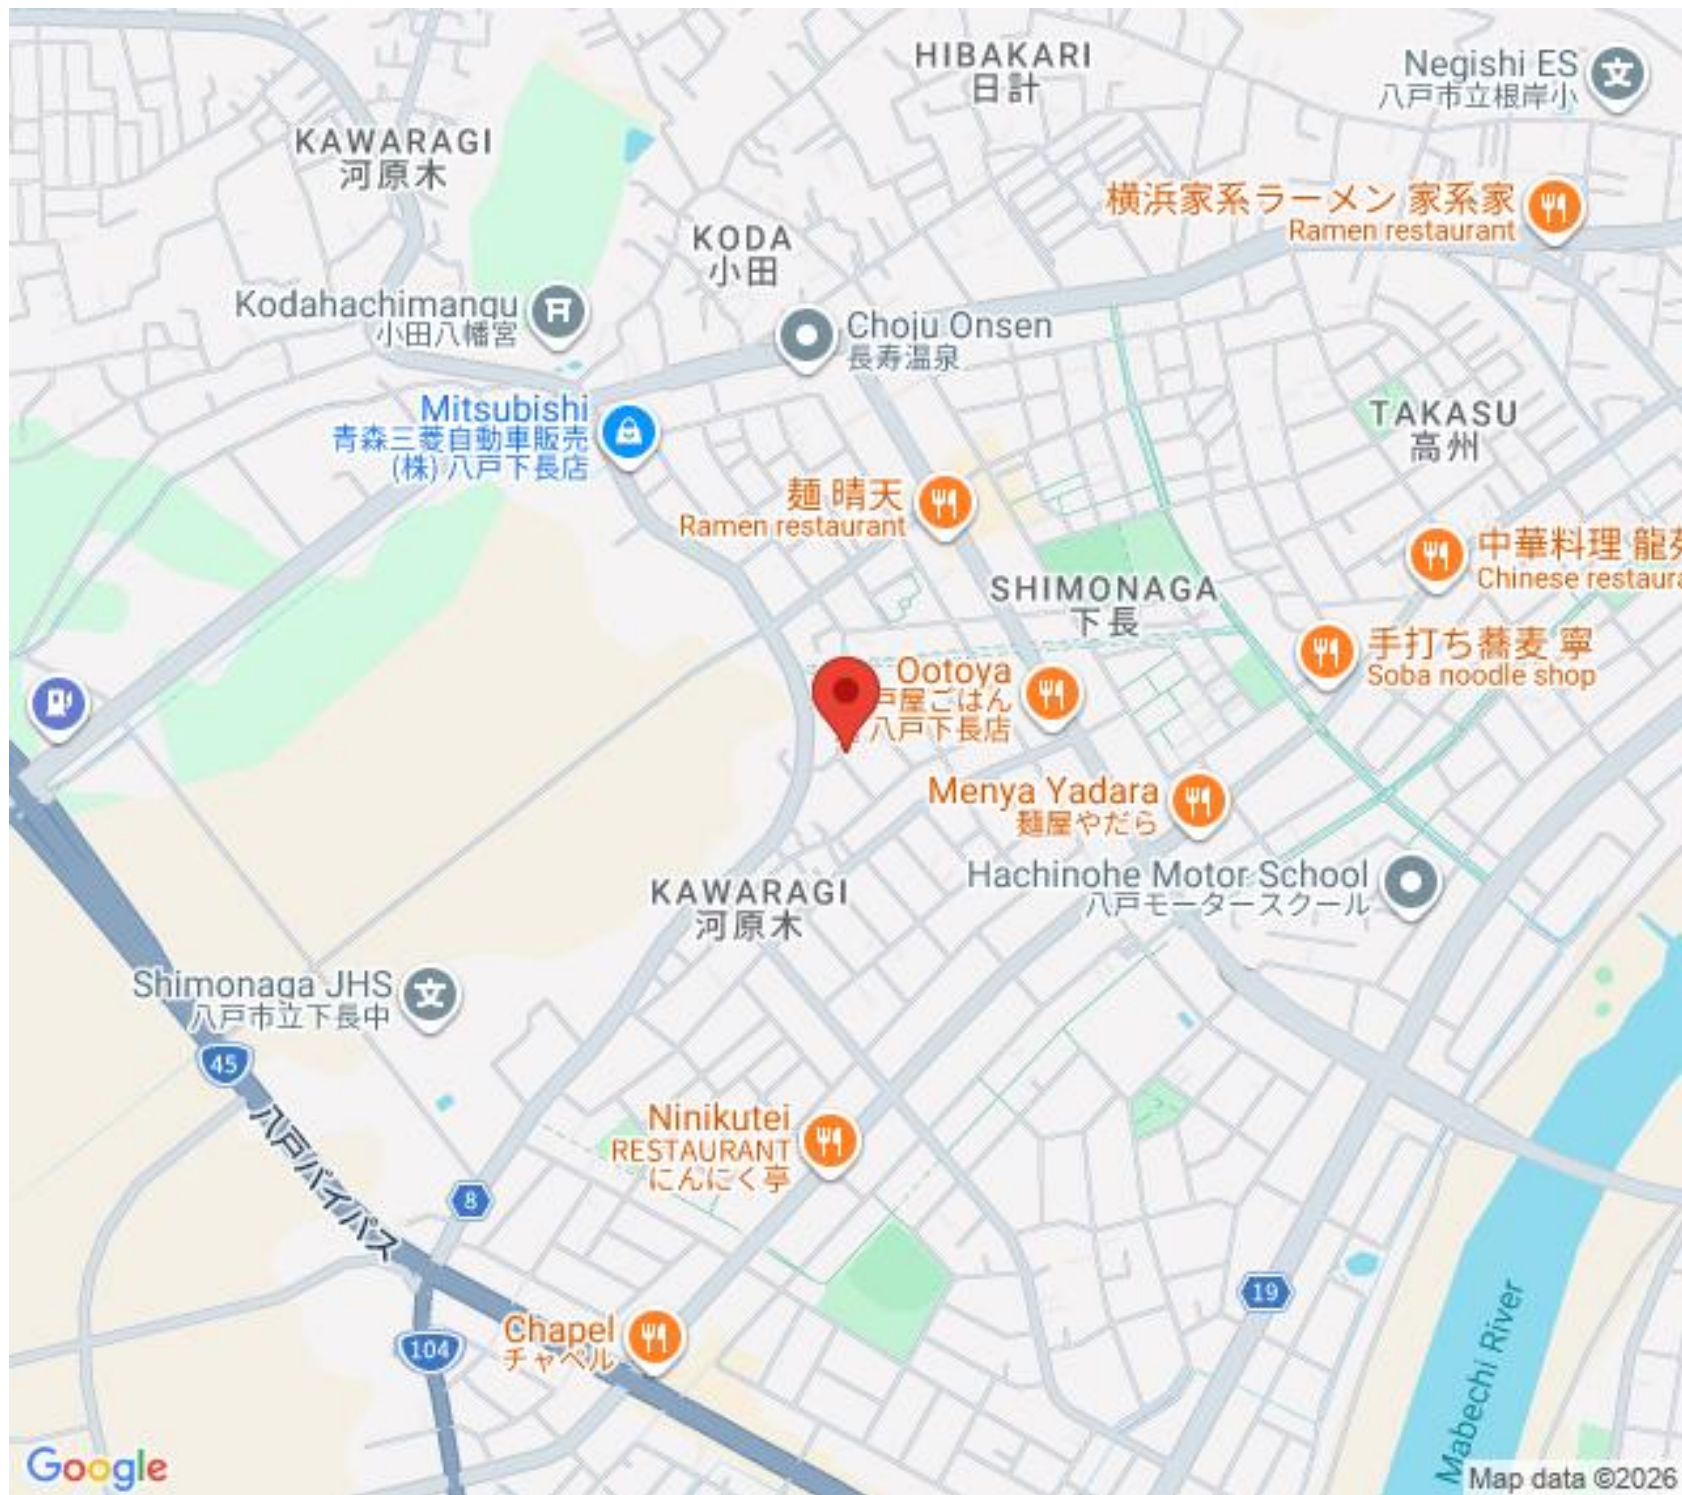 HIBAKARI
日計
Negishi ES
八戸市立根岸小
KAWARAGI
河原木
横浜家系ラーメン 家系家
Ramen restaurant
KODA
小田
Kodahachimangu
小田八幡宮
Choju Onsen
長寿温泉
Mitsubishi
青森三菱自動車販売
(株) 八戸下長店
TAKASU
高州
麺 晴天
Ramen restaurant
中華料理 龍
Chinese restaura
SHIMONAGA
下長
手打ち蕎麦 寧
Soba noodle shop
Ootoya
戸屋ごはん
八戸下長店
Menya Yadara
麺屋やだら
Hachinohe Motor School
八戸モータースクール
KAWARAGI
河原木
Shimonaga JHS
八戸市立下長中
45
八戸バイパス
Ninikutei
RESTAURANT
にんにく亭
8
19
Chapel
チャペル
104
Mabechi River
Google
Map data ©2026